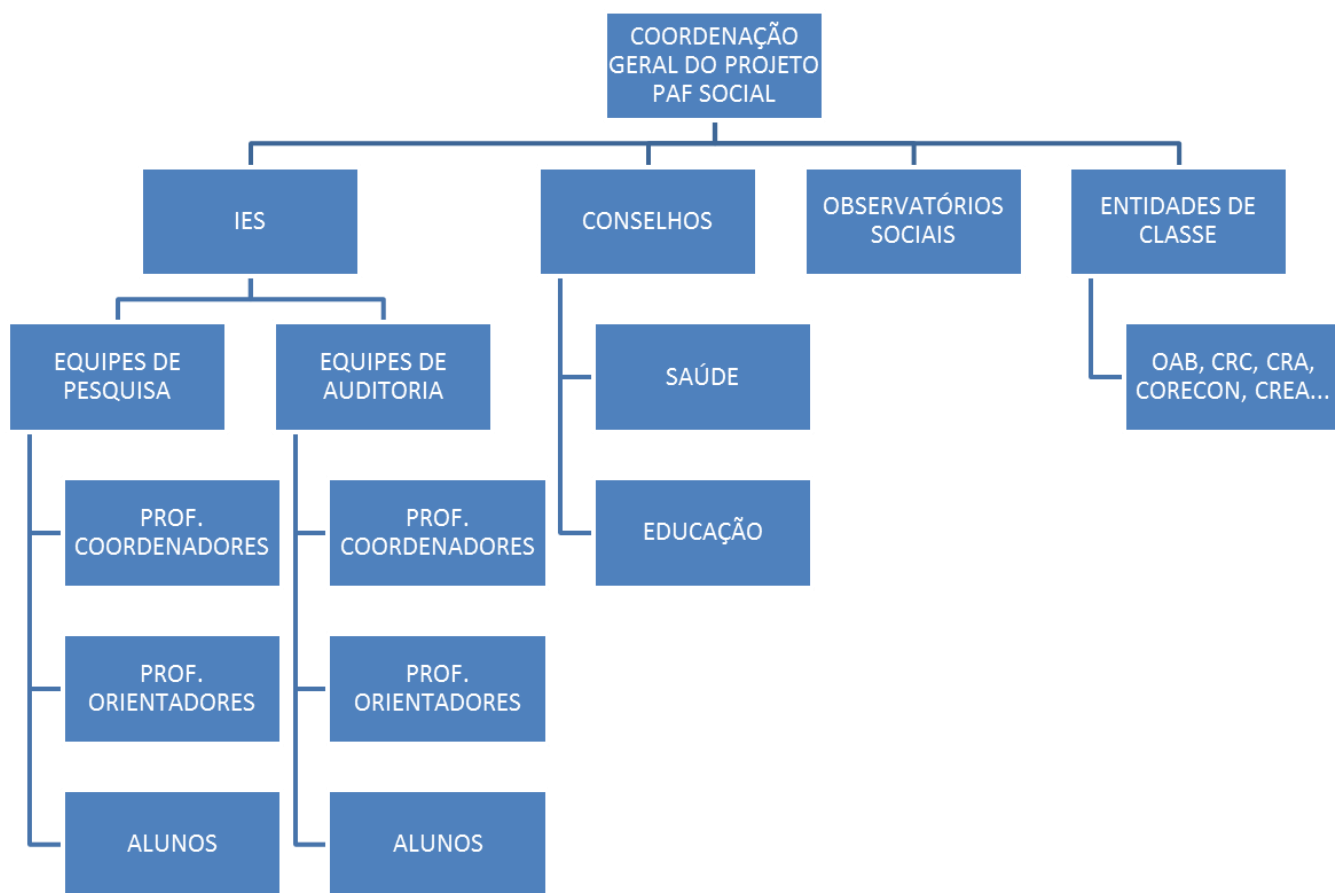 COORDENAÇÃO
GERAL DO PROJETO
PAF SOCIAL
IES
CONSELHOS
OBSERVATÓRIOS
SOCIAIS
ENTIDADES DE
CLASSE
EQUIPES DE
PESQUISA
EQUIPES DE
AUDITORIA
SAÚDE
OAB, CRC, CRA,
CORECON, CREA...
PROF.
COORDENADORES
PROF.
COORDENADORES
EDUCAÇÃO
PROF.
ORIENTADORES
PROF.
ORIENTADORES
ALUNOS
ALUNOS